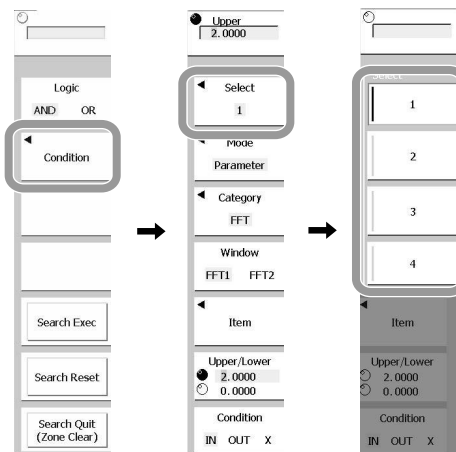 Logic
AND OR
Condition
Search Exec
Search Reset
Search Quit
(Zone Clear)
Upper
2.0000
Select
1
Mode
Parameter
Category
FFT
Window
FFT1 FFT2
Item
Upper/Lower
2.0000
0.0000
Condition
IN OUT X
Select
1
2
3
4
Item
Upper/Lower
2.0000
0.0000
Condition
IN OUT X